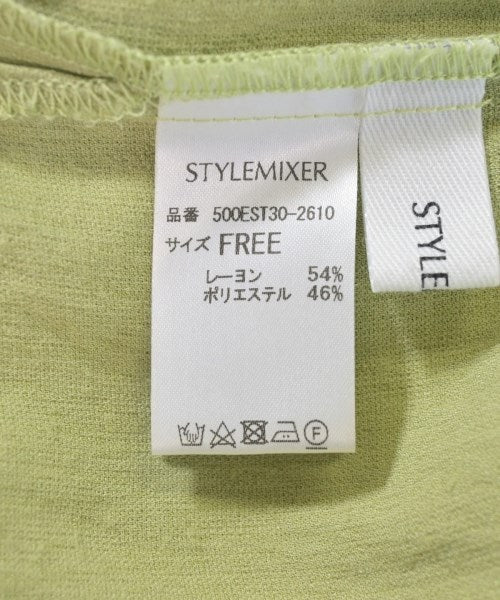 STYLEMIXER
品番 500EST30-2610
サイズ FREE
レーヨン 54%
ポリエステル 46%
F
STYLE